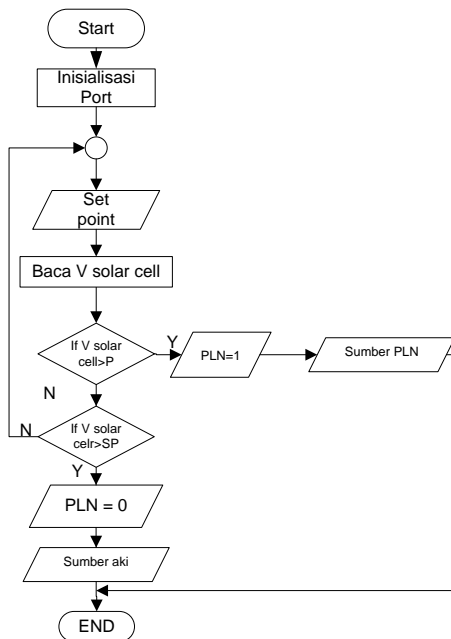 Start
Inisialisasi
Port
Set
point
Baca V solar cell
If V solar
cell>P
Y
PLN=1
Sumber PLN
N
If V solar
celr>SP
N
Y
PLN = 0
Sumber aki
END